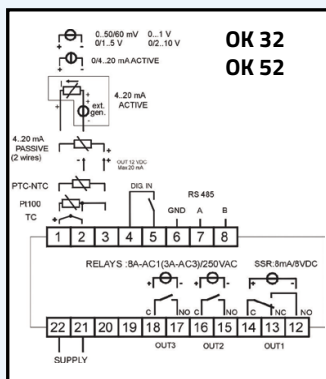 0..50/60 mV 0...1 V
0/1..5 V 0/2..10 V
OK 32
OK 52
0/4..20 mA ACTIVE
ext. gen.
4..20 mA
ACTIVE
4..20 mA
PASSIVE
(2 wires)
OUT 12 VDC
Max 20 mA
PTC-NTC
DIG. IN
RS 485
Pt100
GND A B
TC
1 2 3 4 5 6 7 8
RELAYS :8A-AC1(3A-AC3)/250VAC SSR:8mA/8VDC
C NO C NO C NC NO
22 21 20 19 18 17 16 15 14 13 12
SUPPLY OUT3 OUT2 OUT1